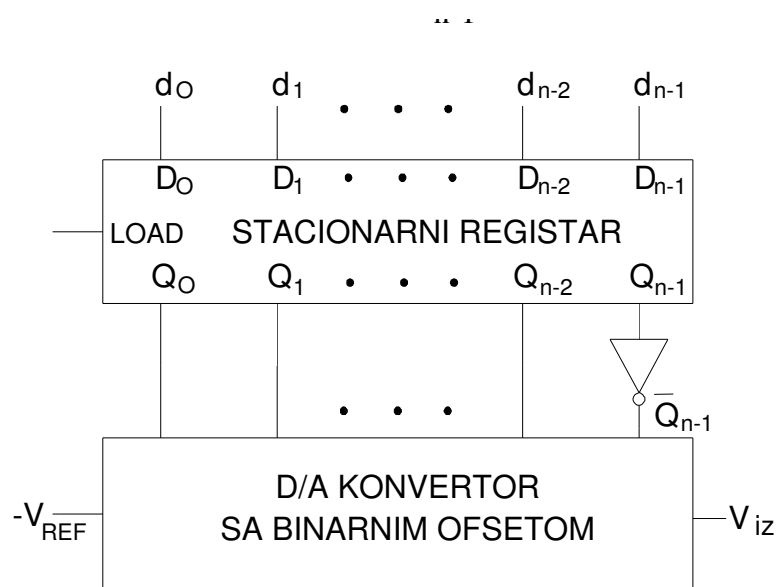 d0 d1 • • • dn-2 dn-1
D0 D1 • • • Dn-2 Dn-1
LOAD STACIONARNI REGISTAR
Q0 Q1 • • • Qn-2 Qn-1
• • • Q̅n-1
D/A KONVERTOR
-VREF SA BINARNIM OFSETOM Viz